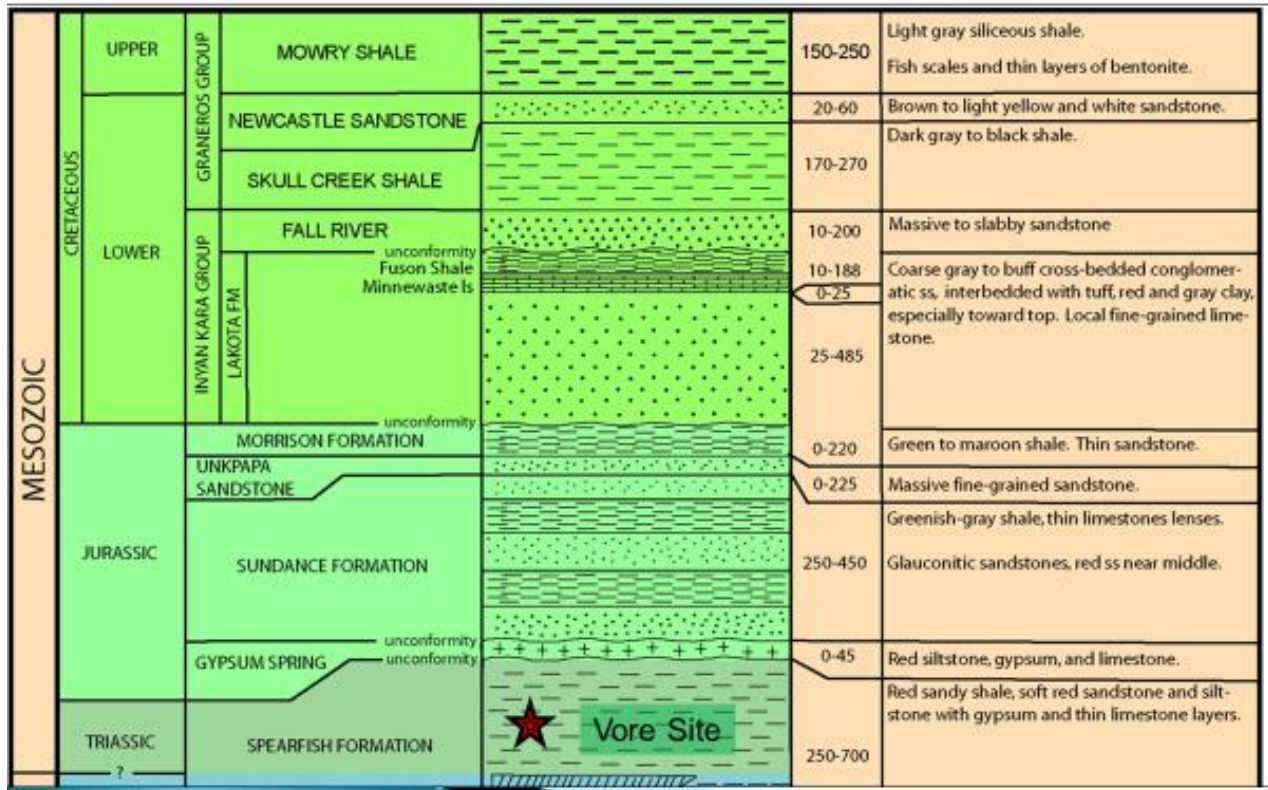 MESOZOIC
CRETACEOUS
UPPER
GRANEROS GROUP
MOWRY SHALE
150-250
Light gray siliceous shale.
Fish scales and thin layers of bentonite.
LOWER
NEWCASTLE SANDSTONE
20-60
Brown to light yellow and white sandstone.
SKULL CREEK SHALE
170-270
Dark gray to black shale.
INYAN KARA GROUP
FALL RIVER
10-200
Massive to slabby sandstone
unconformity
LAKOTA FM
Fuson Shale
10-188
Minnewaste ls
0-25
25-485
Coarse gray to buff cross-bedded conglomer-
atic ss, interbedded with tuff, red and gray clay,
especially toward top. Local fine-grained lime-
stone.
unconformity
JURASSIC
MORRISON FORMATION
0-220
Green to maroon shale. Thin sandstone.
UNKPAPA
SANDSTONE
0-225
Massive fine-grained sandstone.
SUNDANCE FORMATION
250-450
Greenish-gray shale, thin limestones lenses.
Glauconitic sandstones, red ss near middle.
unconformity
GYPSUM SPRING
unconformity
0-45
Red siltstone, gypsum, and limestone.
TRIASSIC
?
SPEARFISH FORMATION
Vore Site
250-700
Red sandy shale, soft red sandstone and silt-
stone with gypsum and thin limestone layers.